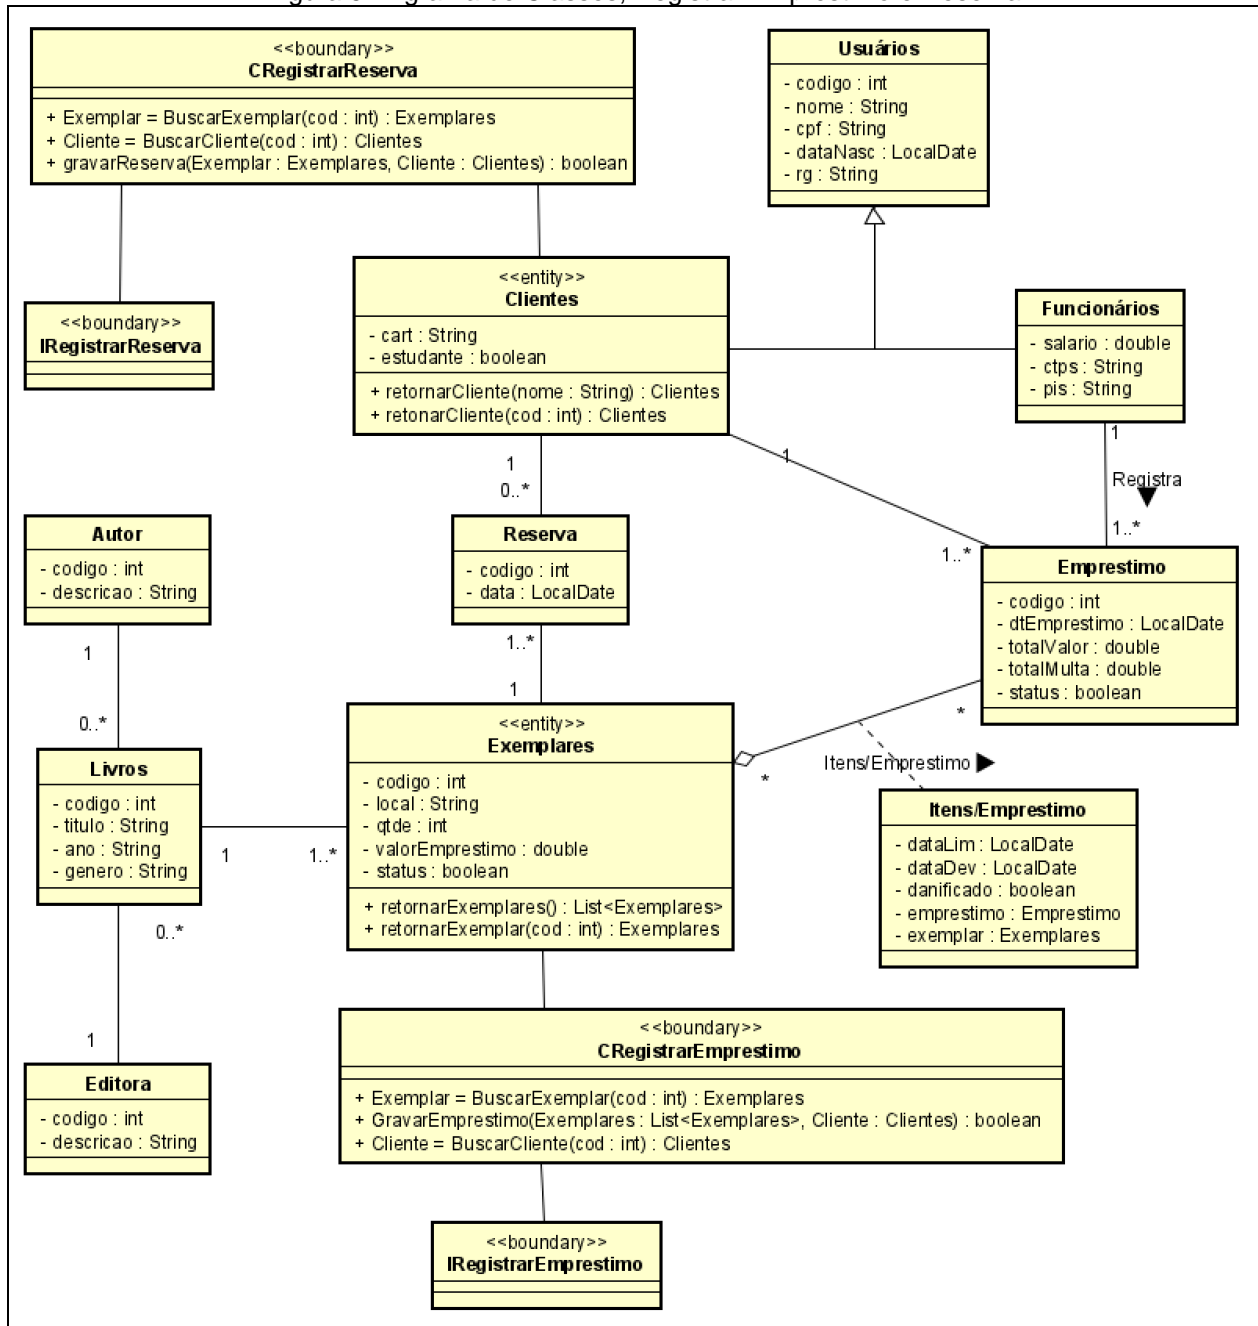 <<boundary>>
CRegistrarReserva
+ Exemplar = BuscarExemplar(cod : int) : Exemplares
+ Cliente = BuscarCliente(cod : int) : Clientes
+ gravarReserva(Exemplar : Exemplares, Cliente : Clientes) : boolean
Usuários
- codigo : int
- nome : String
- cpf : String
- dataNasc : LocalDate
- rg : String
<<boundary>>
IRegistrarReserva
<<entity>>
Clientes
- cart : String
- estudante : boolean
+ retornarCliente(nome : String) : Clientes
+ retonarCliente(cod : int) : Clientes
Funcionários
- salario : double
- ctps : String
- pis : String
1
0..*
1
1..*
1
Registra
1..*
Autor
- codigo : int
- descricao : String
Reserva
- codigo : int
- data : LocalDate
Emprestimo
- codigo : int
- dtEmprestimo : LocalDate
- totalValor : double
- totalMulta : double
- status : boolean
1
0..*
1..*
1
*
*
Itens/Emprestimo
Livros
- codigo : int
- titulo : String
- ano : String
- genero : String
1
1..*
<<entity>>
Exemplares
- codigo : int
- local : String
- qtde : int
- valorEmprestimo : double
- status : boolean
+ retornarExemplares() : List<Exemplares>
+ retornarExemplar(cod : int) : Exemplares
Itens/Emprestimo
- dataLim : LocalDate
- dataDev : LocalDate
- danificado : boolean
- emprestimo : Emprestimo
- exemplar : Exemplares
0..*
1
Editora
- codigo : int
- descricao : String
<<boundary>>
CRegistrarEmprestimo
+ Exemplar = BuscarExemplar(cod : int) : Exemplares
+ GravarEmprestimo(Exemplares : List<Exemplares>, Cliente : Clientes) : boolean
+ Cliente = BuscarCliente(cod : int) : Clientes
<<boundary>>
IRegistrarEmprestimo